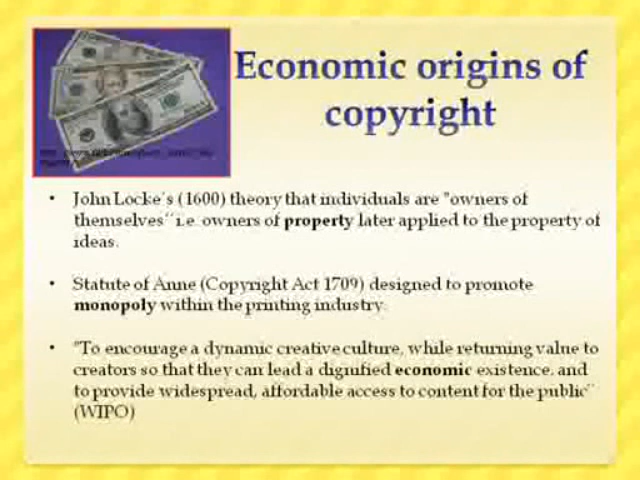 Economic origins of
copyright
• John Locke´s (1600) theory that individuals are "owners of
themselves´´ i.e. owners of property later applied to the property of
ideas.
• Statute of Anne (Copyright Act 1709) designed to promote
monopoly within the printing industry.
• "To encourage a dynamic creative culture, while returning value to
creators so that they can lead a dignified economic existence, and
to provide widespread, affordable access to content for the public´´
(WIPO)